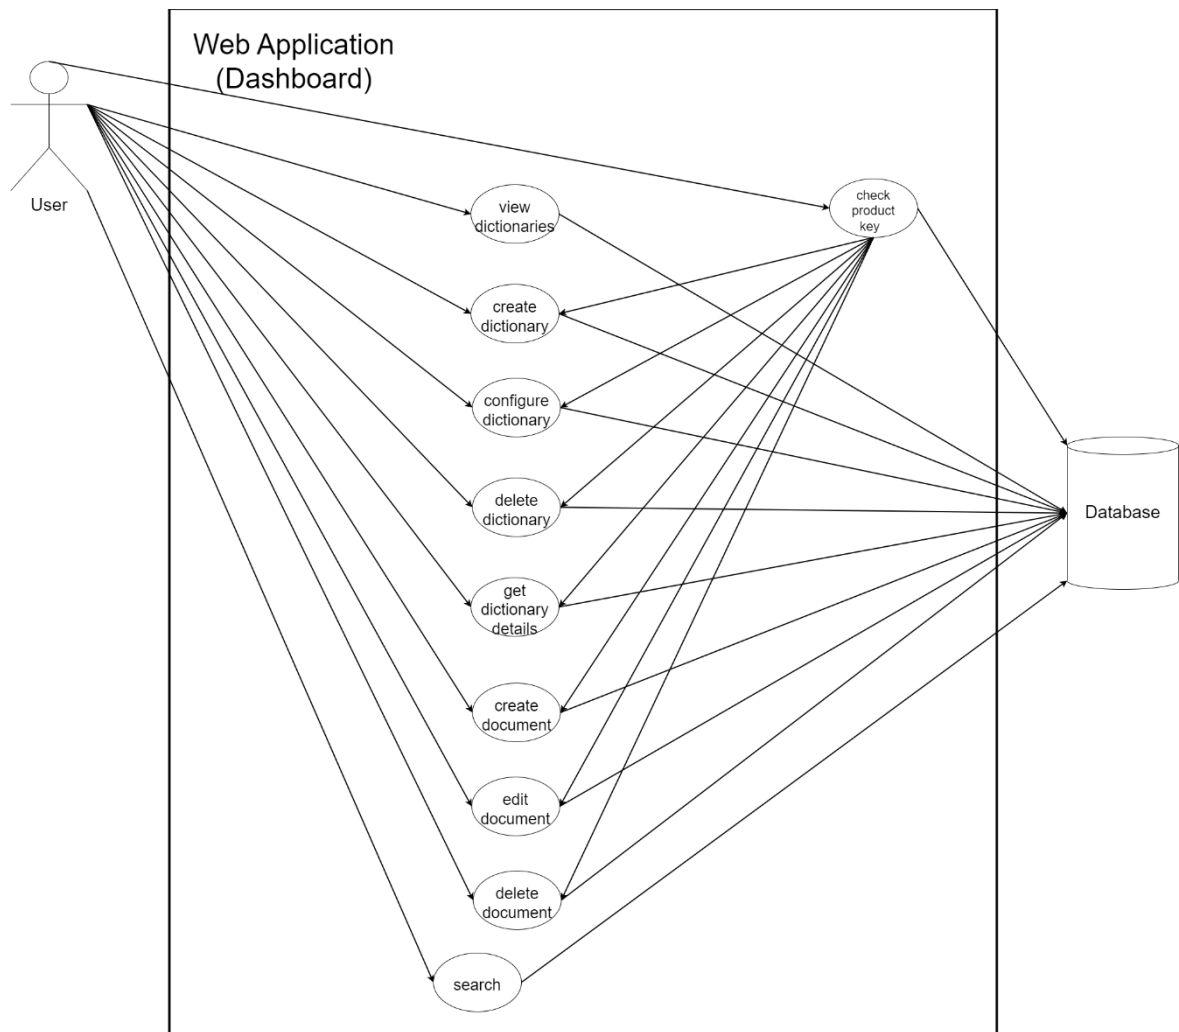 Web Application
(Dashboard)
User
view
dictionaries
check
product
key
create
dictionary
configure
dictionary
delete
dictionary
Database
get
dictionary
details
create
document
edit
document
delete
document
search